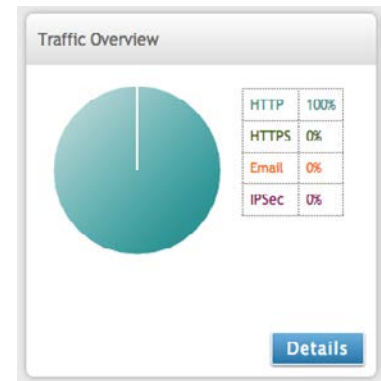 Traffic Overview
HTTP 100%
HTTPS 0%
Email 0%
IPSec 0%
Details